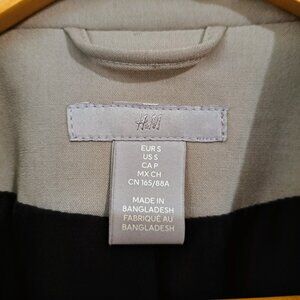 H&M
EUR S
US S
CA P
MX CH
CN 165/88A
MADE IN
BANGLADESH
FABRIQUÉ AU
BANGLADESH